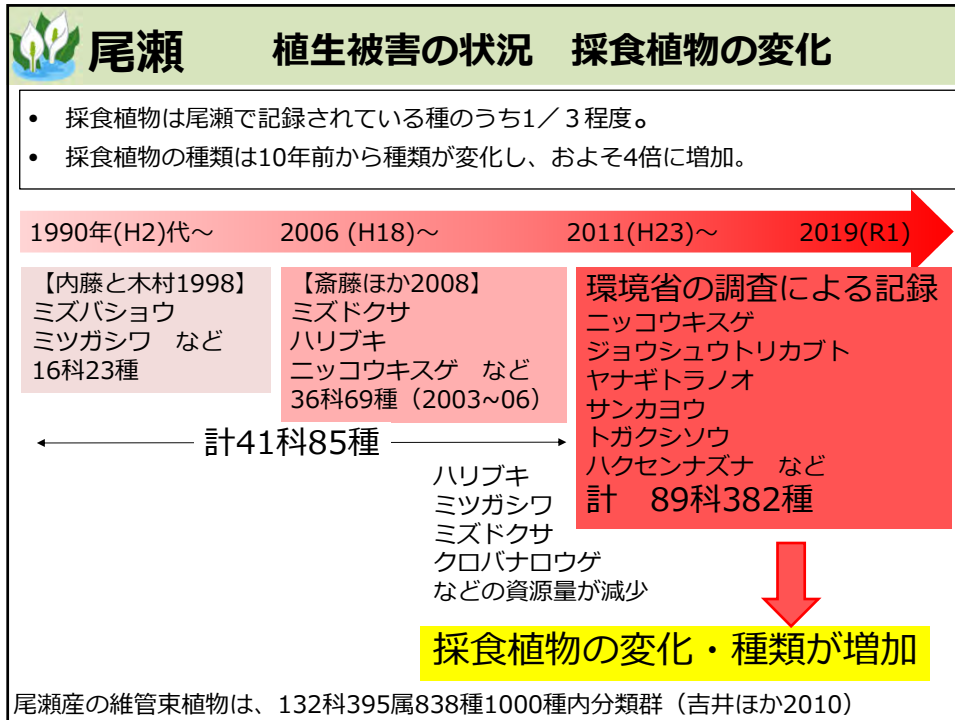 尾瀬　植生被害の状況　採食植物の変化
• 採食植物は尾瀬で記録されている種のうち1／３程度。
• 採食植物の種類は10年前から種類が変化し、およそ4倍に増加。
1990年(H2)代～　2006 (H18)～　2011(H23)～　2019(R1)
【内藤と木村1998】
ミズバショウ
ミツガシワ　など
16科23種
【斎藤ほか2008】
ミズドクサ
ハリブキ
ニッコウキスゲ　など
36科69種（2003~06）
環境省の調査による記録
ニッコウキスゲ
ジョウシュウトリカブト
ヤナギトラノオ
サンカヨウ
トガクシソウ
ハクセンナズナ　など
計　89科382種
計41科85種
ハリブキ
ミツガシワ
ミズドクサ
クロバナロウゲ
などの資源量が減少
採食植物の変化・種類が増加
尾瀬産の維管束植物は、132科395属838種1000種内分類群（吉井ほか2010）